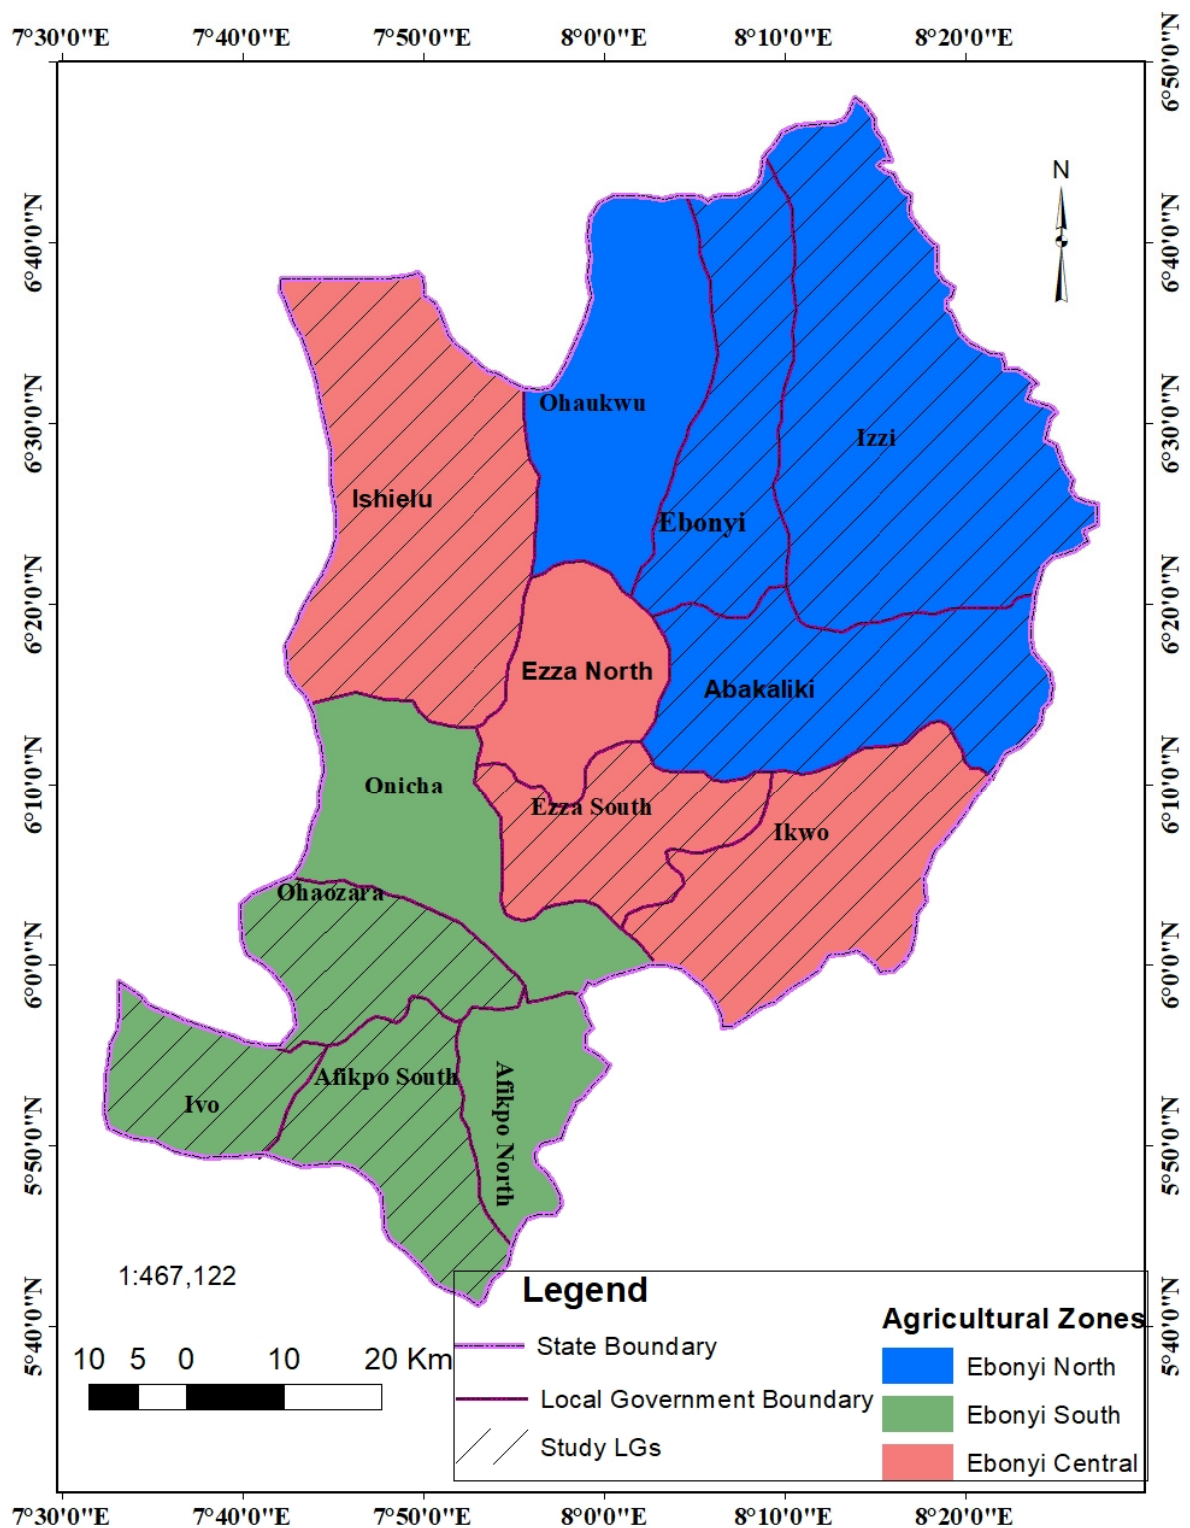 7°30'0"E 7°40'0"E 7°50'0"E 8°0'0"E 8°10'0"E 8°20'0"E
6°50'0"N
N
6°40'0"N 6°40'0"N
Ohaukwu
6°30'0"N 6°30'0"N
Izzi
Ishielu
Ebonyi
6°20'0"N 6°20'0"N
Ezza North
Abakaliki
6°10'0"N 6°10'0"N
Onicha
Ezza South
Ikwo
Ohaozara
6°0'0"N 6°0'0"N
Afikpo South
Afikpo North
Ivo
5°50'0"N 5°50'0"N
1:467,122
5°40'0"N 5°40'0"N
10 5 0 10 20 Km
Legend
State Boundary
Local Government Boundary
Study LGs
Agricultural Zones
Ebonyi North
Ebonyi South
Ebonyi Central
7°30'0"E 7°40'0"E 7°50'0"E 8°0'0"E 8°10'0"E 8°20'0"E